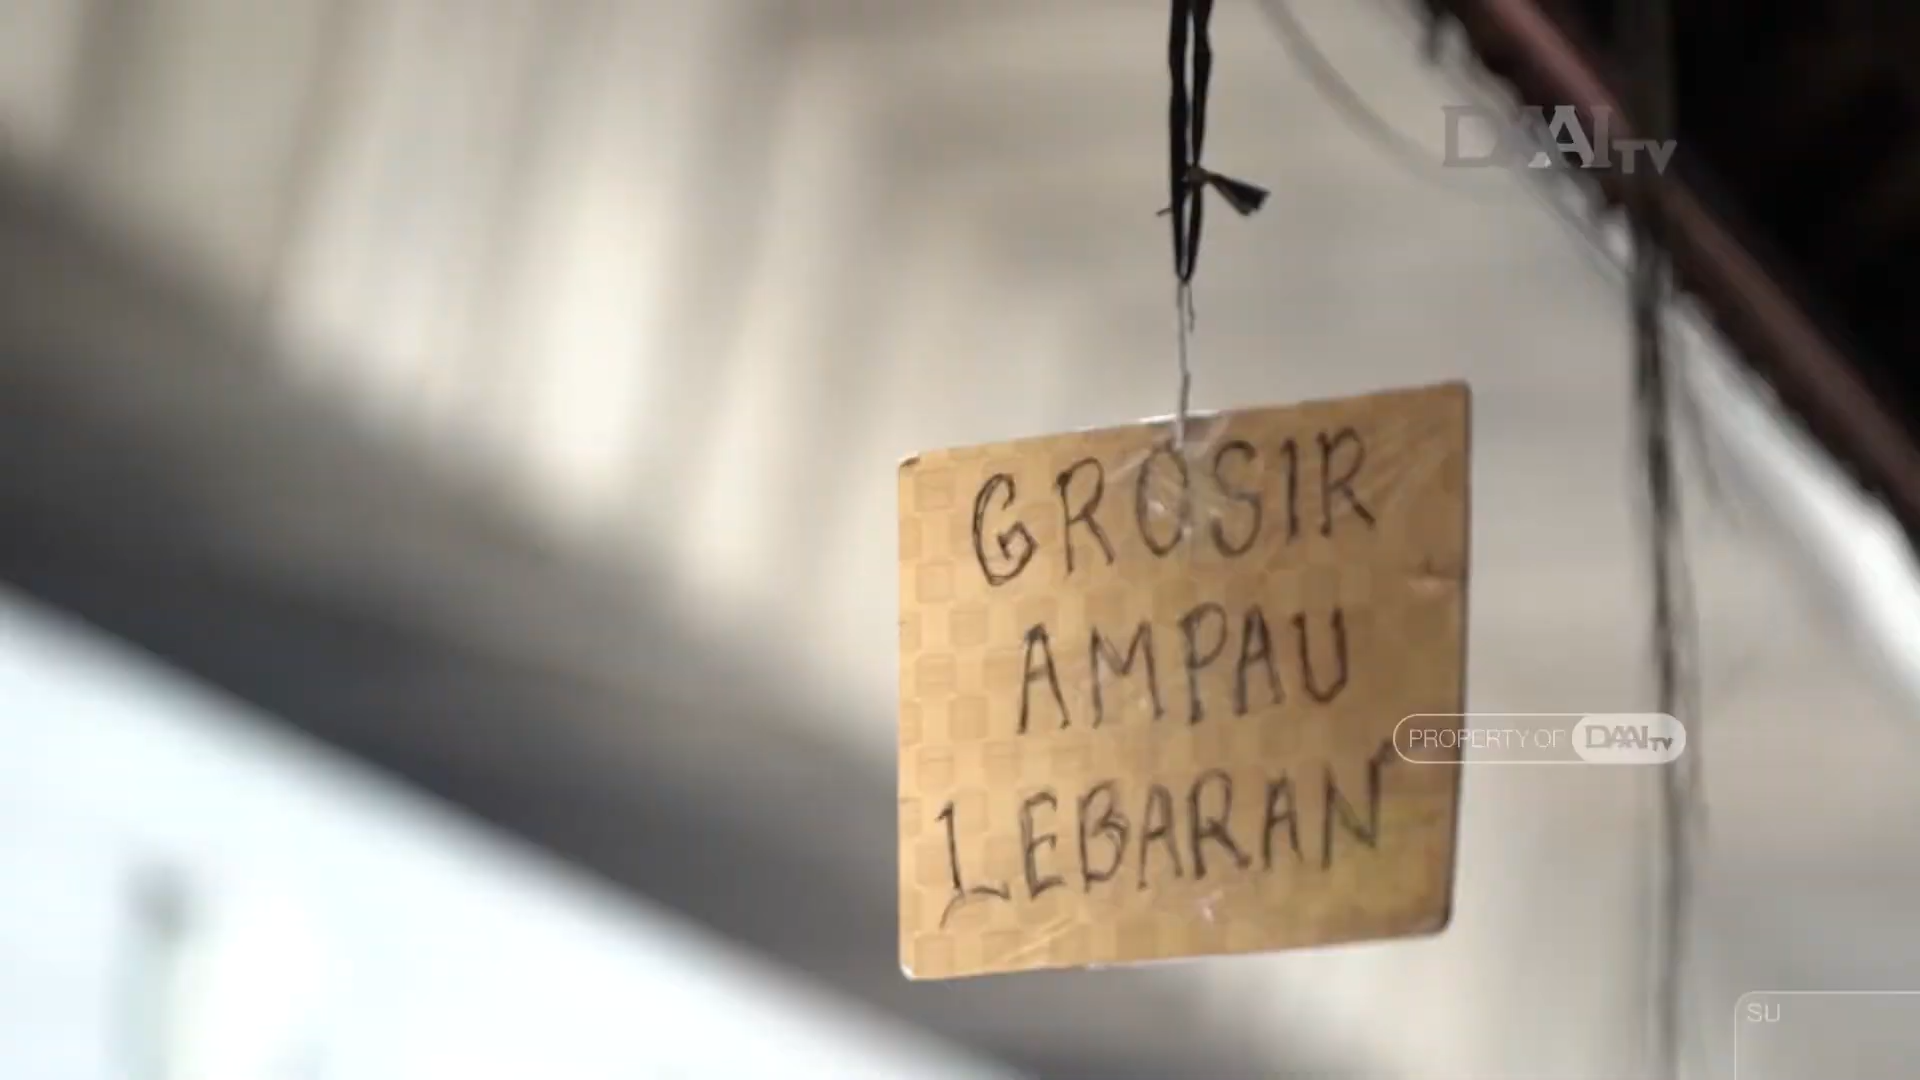 DAAI TV
GROSIR
AMPAU
LEBARAN
PROPERTY OF DAAI TV
SU